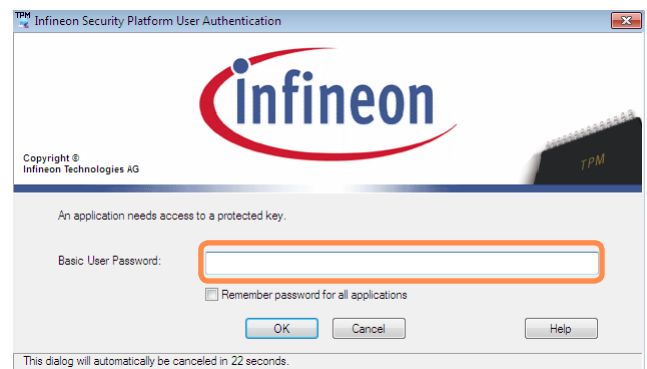 TPM
Infineon Security Platform User Authentication
infineon
Copyright ©
Infineon Technologies AG
TPM
An application needs access to a protected key.
Basic User Password:
Remember password for all applications
OK Cancel Help
This dialog will automatically be canceled in 22 seconds.